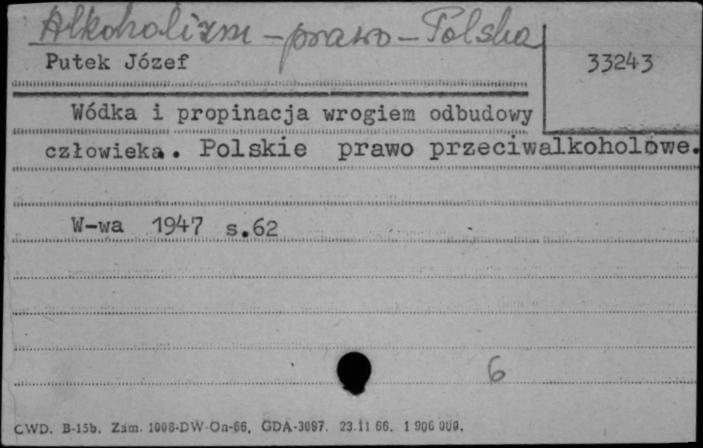 Alkoholizm – prawo – Polska
Putek Józef
33243
Wódka i propinacja wrogiem odbudowy
człowieka. Polskie prawo przeciwalkoholowe.
W-wa 1947 s.62
6
CWD. B-15b. Zam. 1008-DW-Oa-66, GDA-3097. 23.11 66. 1 900 000.